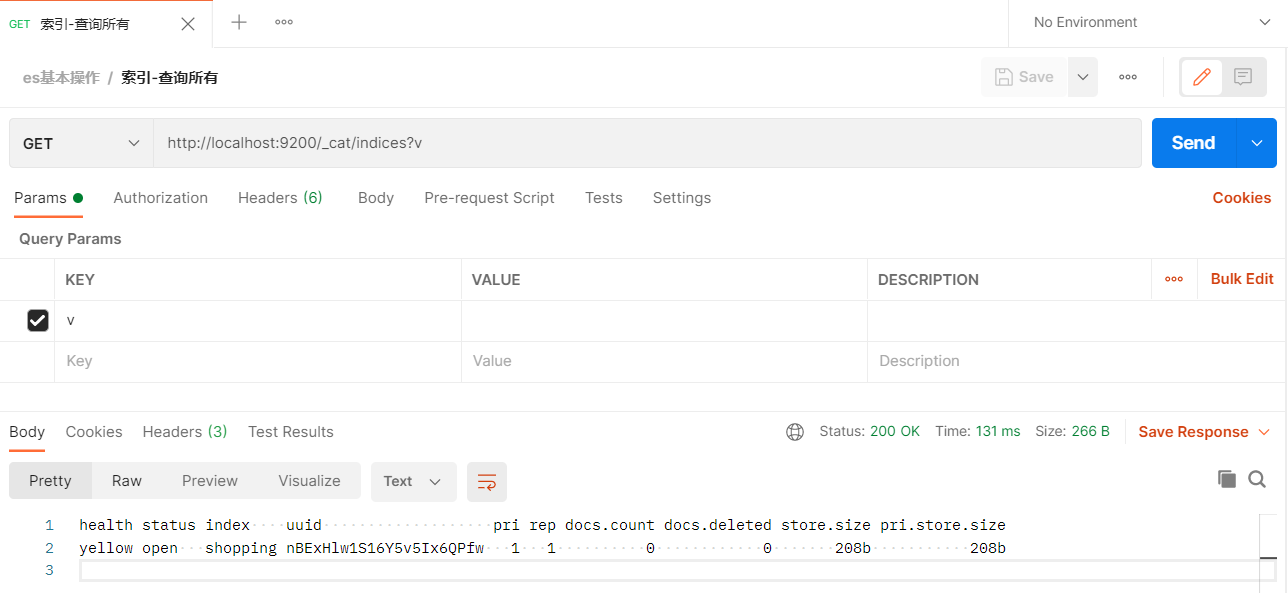 GET 索引-查询所有
No Environment
es基本操作 / 索引-查询所有
Save
GET http://localhost:9200/_cat/indices?v Send
Params Authorization Headers (6) Body Pre-request Script Tests Settings Cookies
Query Params
KEY VALUE DESCRIPTION Bulk Edit
v
Key Value Description
Body Cookies Headers (3) Test Results Status: 200 OK Time: 131 ms Size: 266 B Save Response
Pretty Raw Preview Visualize Text
1 health status index uuid pri rep docs.count docs.deleted store.size pri.store.size
2 yellow open shopping nBExHlw1S16Y5v5Ix6QPfw 1 1 0 0 208b 208b
3